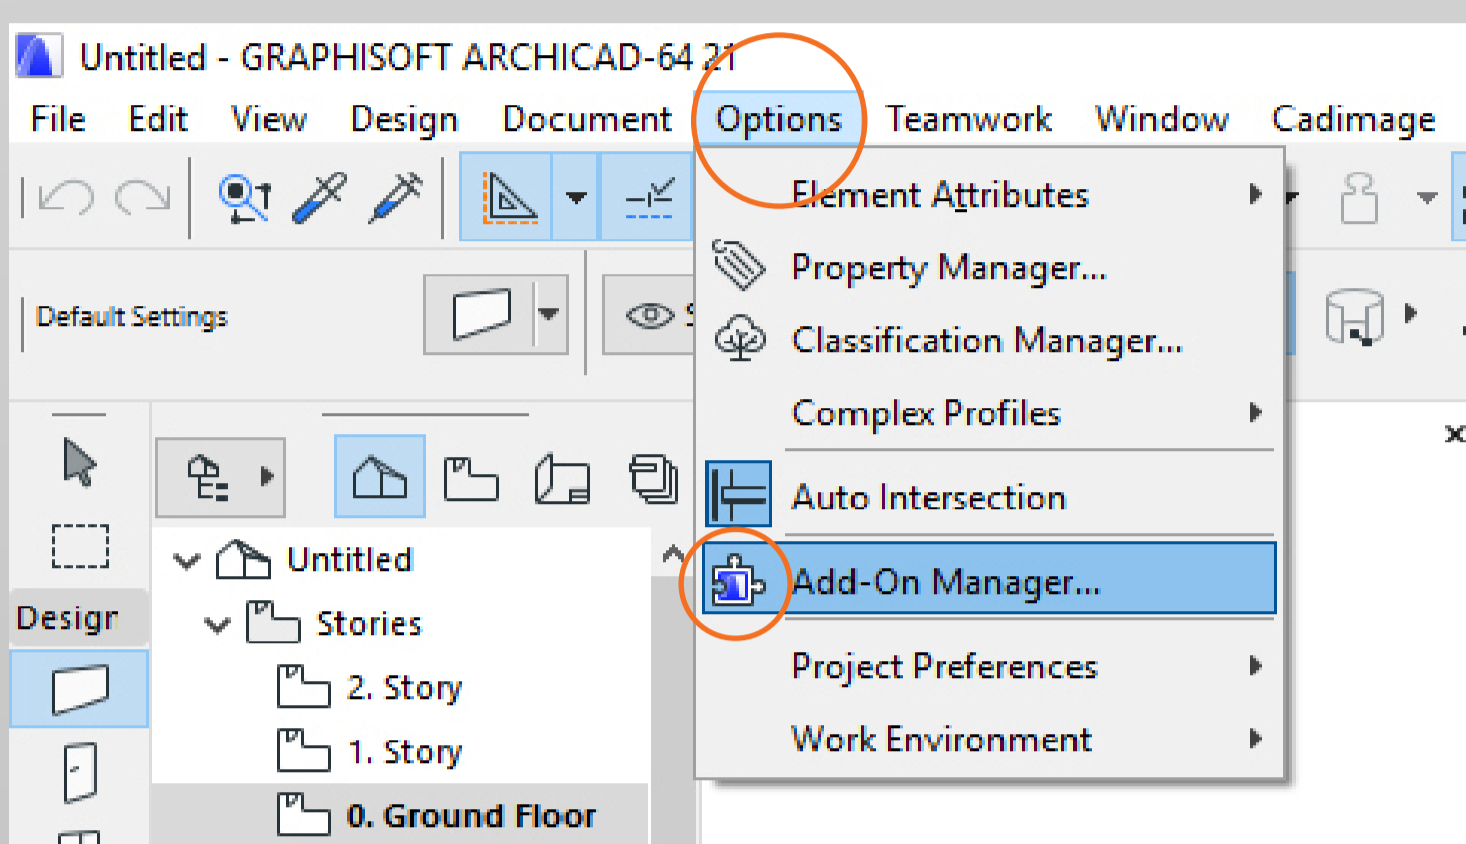 Untitled - GRAPHISOFT ARCHICAD-64 21
File Edit View Design Document Options Teamwork Window Cadimage
Element Attributes
Property Manager...
Classification Manager...
Complex Profiles
Auto Intersection
Add-On Manager...
Project Preferences
Work Environment
Default Settings
Design
Untitled
Stories
2. Story
1. Story
0. Ground Floor